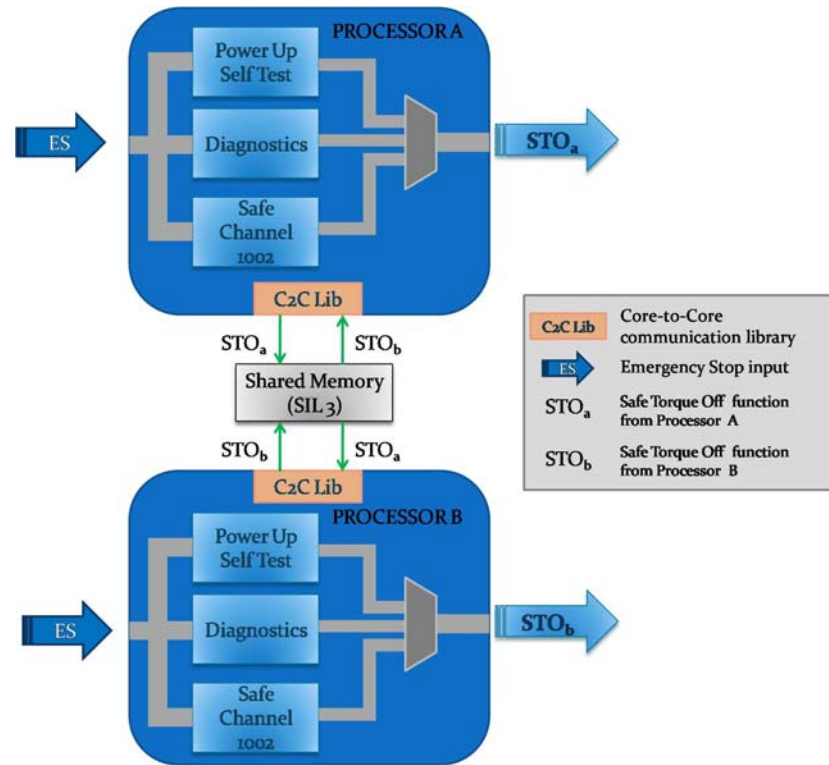 PROCESSOR A
Power Up
Self Test
ES
Diagnostics
STOa
Safe
Channel
1002
C2C Lib
STOa
STOb
Shared Memory
(SIL 3)
STOb
STOa
C2C Lib
PROCESSOR B
Power Up
Self Test
ES
Diagnostics
STOb
Safe
Channel
1002
C2C Lib
Core-to-Core
communication library
ES
Emergency Stop input
STOa
Safe Torque Off function
from Processor A
STOb
Safe Torque Off function
from Processor B